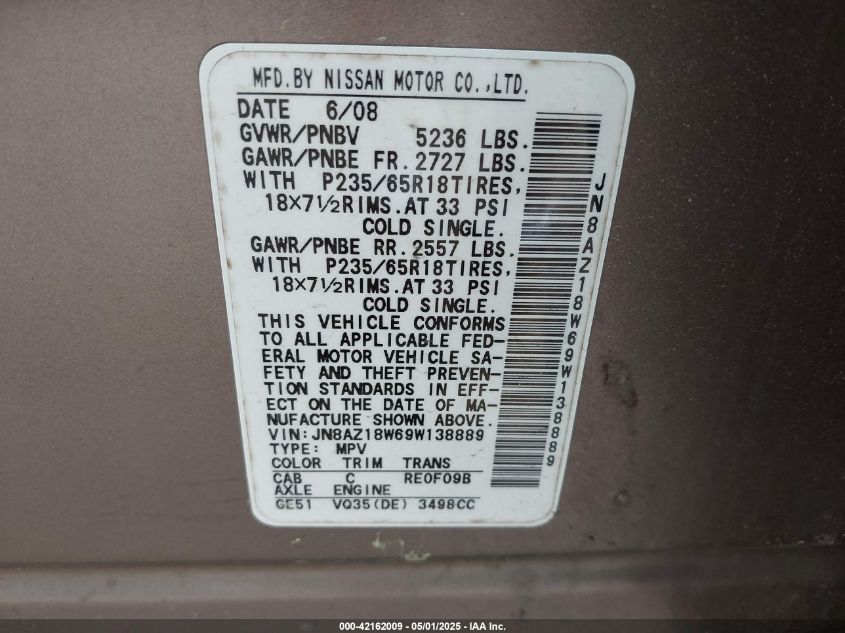 MFD.BY NISSAN MOTOR CO.,LTD.
DATE 6/08
GVWR/PNBV 5236 LBS.
GAWR/PNBE FR.2727 LBS.
WITH P235/65R18TIRES,
18×7½RIMS.AT 33 PSI
COLD SINGLE.
GAWR/PNBE RR.2557 LBS.
WITH P235/65R18TIRES,
18×7½RIMS.AT 33 PSI
COLD SINGLE.
THIS VEHICLE CONFORMS
TO ALL APPLICABLE FED-
ERAL MOTOR VEHICLE SA-
FETY AND THEFT PREVEN-
TION STANDARDS IN EFF-
ECT ON THE DATE OF MA-
NUFACTURE SHOWN ABOVE.
VIN:JN8AZ18W69W138889
TYPE: MPV
COLOR TRIM TRANS
CAB C RE0F09B
AXLE ENGINE
GE51 VQ35(DE) 3498CC
JN8AZ18W69W138889
000-42162009 - 05/01/2025 - IAA Inc.